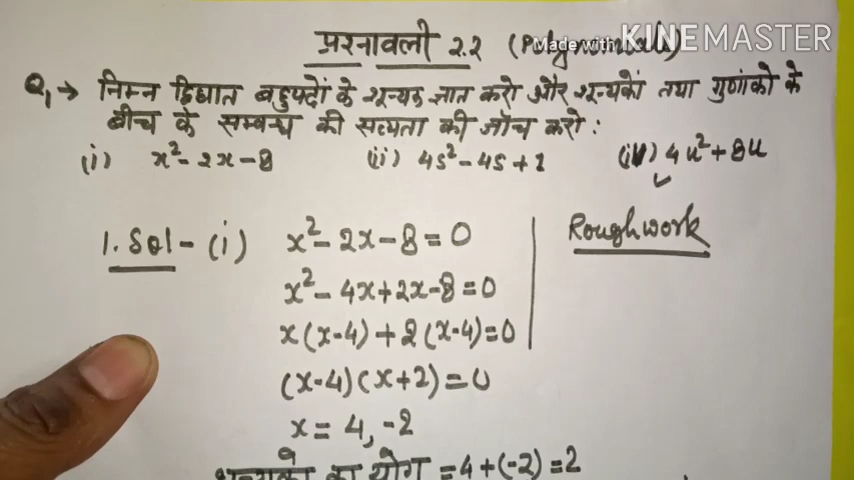 Made with KINEMASTER
प्रश्नावली 2.2 (Polynomials)
Q1 → निम्न द्विघात बहुपदों के शून्यक ज्ञात करो और शून्यकों तथा गुणांको के
बीच के सम्बन्ध की सत्यता की जाँच करो :
(i) x² - 2x - 8 (ii) 4s² - 4s + 1 (iv) 4u² + 8u
1. Sol - (i) x² - 2x - 8 = 0
Roughwork
x² - 4x + 2x - 8 = 0
x(x-4) + 2(x-4) = 0
(x-4)(x+2) = 0
x = 4, -2
का योग = 4 + (-2) = 2